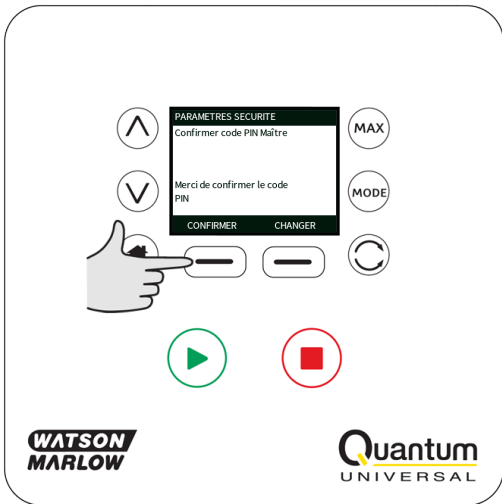 PARAMETRES SECURITE
Confirmer code PIN Maître
Merci de confirmer le code
PIN
CONFIRMER CHANGER
MAX
MODE
WATSON
MARLOW
Quantum
UNIVERSAL